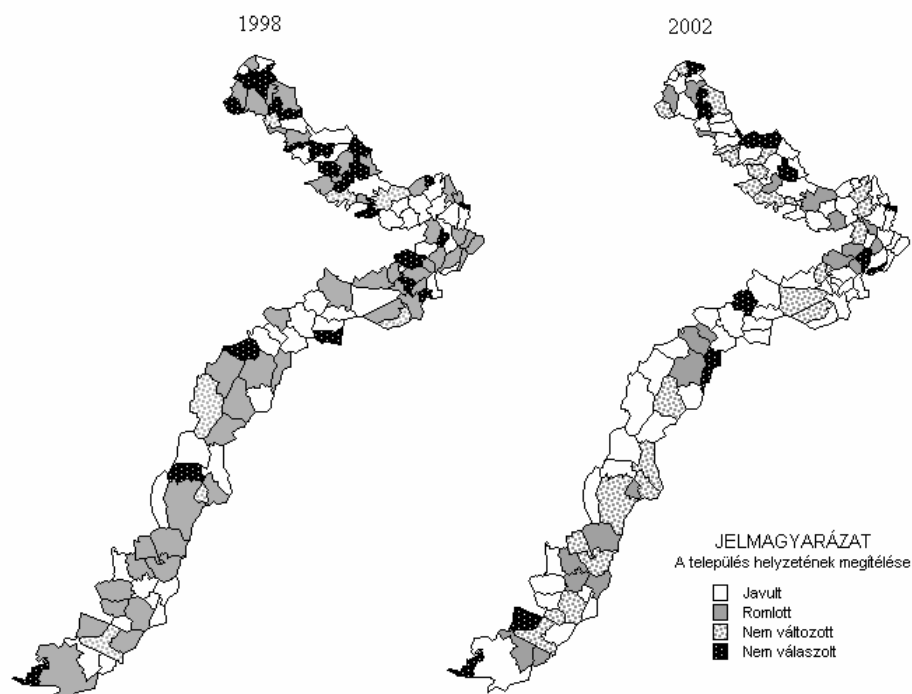 1998
2002
JELMAGYARÁZAT
A település helyzetének megítélése
Javult
Romlott
Nem változott
Nem válaszolt